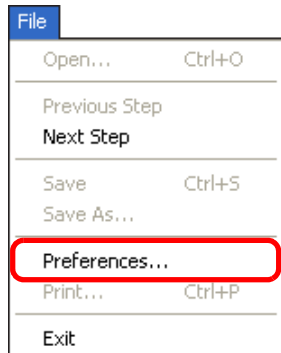 File
Open... Ctrl+O
Previous Step
Next Step
Save Ctrl+S
Save As...
Preferences...
Print... Ctrl+P
Exit